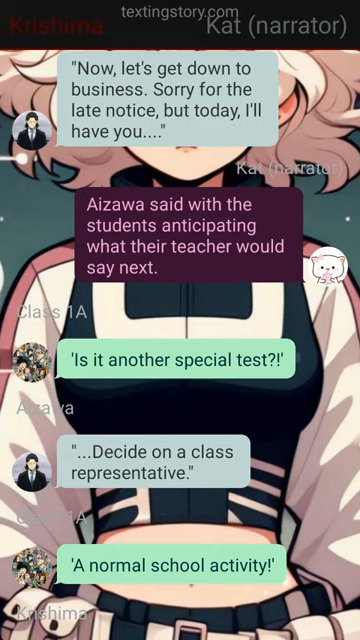 textingstory.com
Krishima
Kat (narrator)
"Now, let's get down to
business. Sorry for the
late notice, but today, I'll
have you...."
Kat (narrator)
Aizawa said with the
students anticipating
what their teacher would
say next.
Class 1A
'Is it another special test?!'
Aizawa
"...Decide on a class
representative."
Class 1A
'A normal school activity!'
Krishima